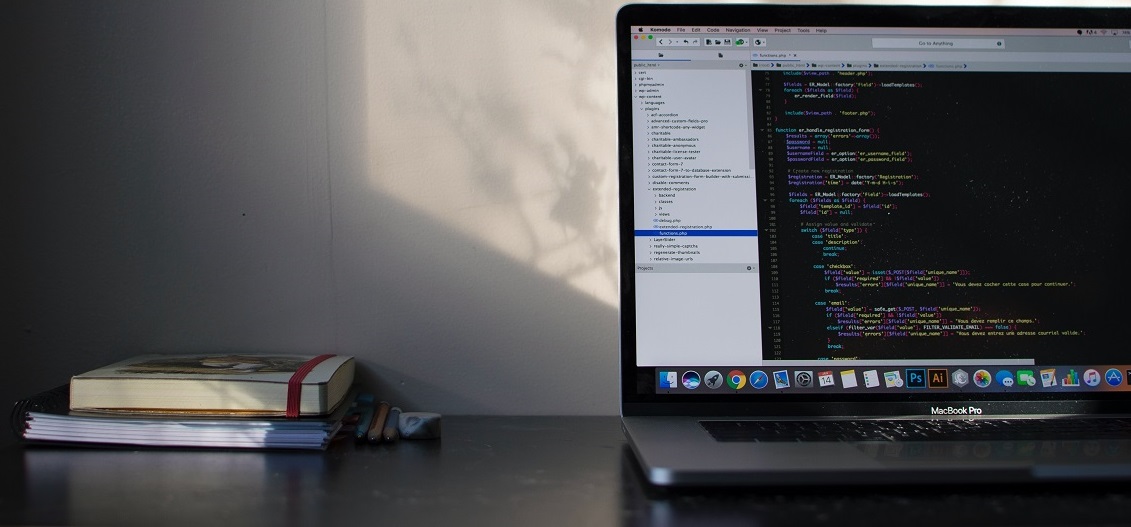 Komodo File Edit Code Navigation View Project Tools Help
Go to Anything
functions.php
public_html
cgi-bin
phpmyadmin
wp-admin
wp-content
languages
plugins
acf-accordion
advanced-custom-fields-pro
amr-shortcode-any-widget
charitable
charitable-ambassadors
charitable-anonymous
charitable-license-tester
charitable-user-avatar
contact-form-7
contact-form-7-to-database-extension
custom-registration-form-builder-with-submissi
disable-comments
extended-registration
backend
classes
js
views
debug.php
extended-registration.php
functions.php
LayerSlider
really-simple-captcha
regenerate-thumbnails
relative-image-urls
Projects
include($view_path . 'header.php');
$fields = ER_Model::factory('Field')->loadTemplates();
foreach ($fields as $field) {
er_render_field($field);
}
include($view_path . 'footer.php');
}
function er_handle_registration_form() {
$results = array('errors'=>array());
$password = null;
$username = null;
$usernameField = er_option('er_username_field');
$passwordField = er_option('er_password_field');
# Create new registration
$registration = ER_Model::factory('Registration');
$registration['time'] = date('Y-m-d H:i:s');
$fields = ER_Model::factory('Field')->loadTemplates();
foreach ($fields as $field) {
$field['template_id'] = $field['id'];
$field['id'] = null;
# Assign value and validate
switch ($field['type']) {
case 'title':
case 'description':
continue;
break;
case 'checkbox':
$field['value'] = isset($_POST[$field['unique_name']]);
if ($field['required'] && !$field['value'])
$results['errors'][$field['unique_name']] = 'Vous devez cocher cette case pour continuer.';
break;
case 'email':
$field['value'] = safe_get($_POST, $field['unique_name']);
if ($field['required'] && !$field['value'])
$results['errors'][$field['unique_name']] = 'Vous devez remplir ce champs.';
elseif (filter_var($field['value'], FILTER_VALIDATE_EMAIL) === false) {
$results['errors'][$field['unique_name']] = 'Vous devez entrez une adresse courriel valide.';
}
break;
case 'password':
14
Ps
Ai
MacBook Pro